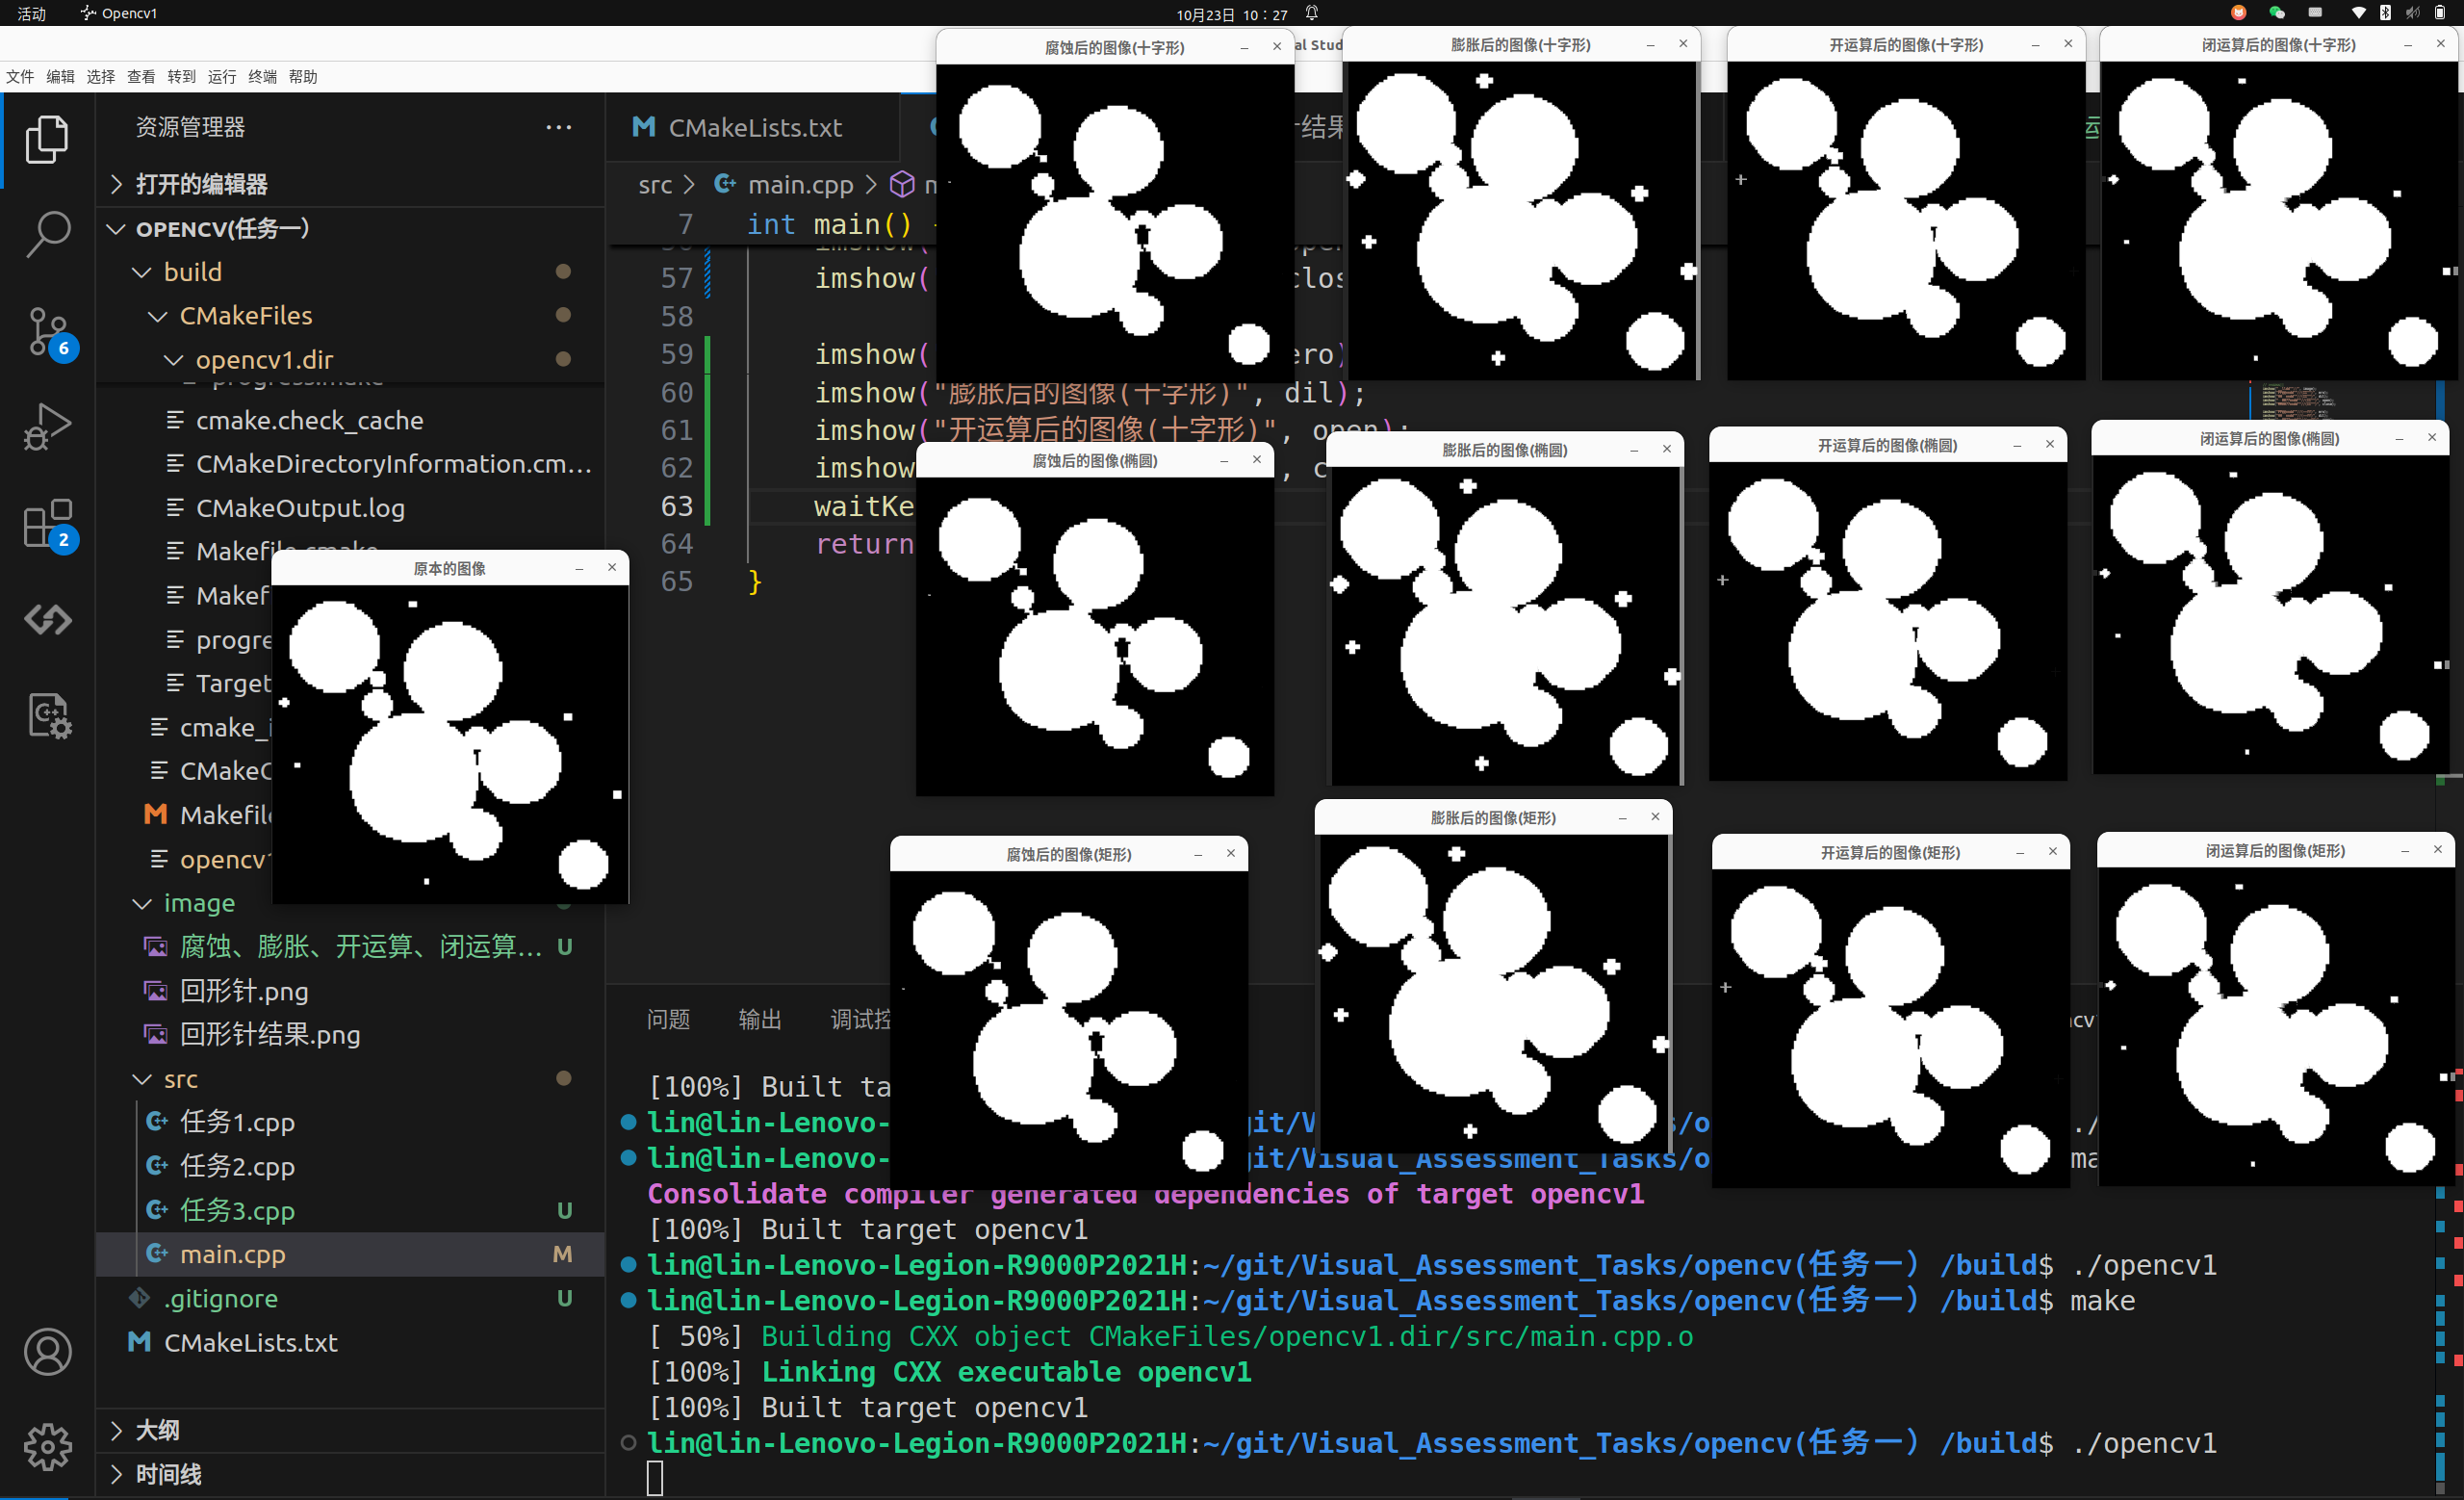 活动 Opencv1 10月23日 10：27
al Stud
文件 编辑 选择 查看 转到 运行 终端 帮助
资源管理器 ···
打开的编辑器
OPENCV(任务一）
build
CMakeFiles
opencv1.dir
progress.make
cmake.check_cache
CMakeDirectoryInformation.cm...
CMakeOutput.log
Makefile.cmake
Makef
progre
Target
cmake_i
CMakeC
Makefile
opencv1
image
腐蚀、膨胀、开运算、闭运算... U
回形针.png
回形针结果.png
src
任务1.cpp
任务2.cpp
任务3.cpp U
main.cpp M
.gitignore U
CMakeLists.txt
大纲
时间线
6
2
CMakeLists.txt
针结果
运
src > main.cpp > m
7 int main() {
57 imshow( clos
58
59 imshow( ero)
60 imshow("膨胀后的图像(十字形)", dil);
61 imshow("开运算后的图像(十字形)", open);
62 imshow , c
63 waitKe
64 return
65 }
腐蚀后的图像(十字形)
膨胀后的图像(十字形)
开运算后的图像(十字形)
闭运算后的图像(十字形)
腐蚀后的图像(椭圆)
膨胀后的图像(椭圆)
开运算后的图像(椭圆)
闭运算后的图像(椭圆)
原本的图像
腐蚀后的图像(矩形)
膨胀后的图像(矩形)
开运算后的图像(矩形)
闭运算后的图像(矩形)
问题 输出 调试控
ncv
[100%] Built ta
lin@lin-Lenovo- git/V s/o ./
lin@lin-Lenovo- git/Visual_Assessment_Tasks/o ma
Consolidate compiler generated dependencies of target opencv1
[100%] Built target opencv1
lin@lin-Lenovo-Legion-R9000P2021H:~/git/Visual_Assessment_Tasks/opencv(任务一）/build$ ./opencv1
lin@lin-Lenovo-Legion-R9000P2021H:~/git/Visual_Assessment_Tasks/opencv(任务一）/build$ make
[ 50%] Building CXX object CMakeFiles/opencv1.dir/src/main.cpp.o
[100%] Linking CXX executable opencv1
[100%] Built target opencv1
lin@lin-Lenovo-Legion-R9000P2021H:~/git/Visual_Assessment_Tasks/opencv(任务一）/build$ ./opencv1